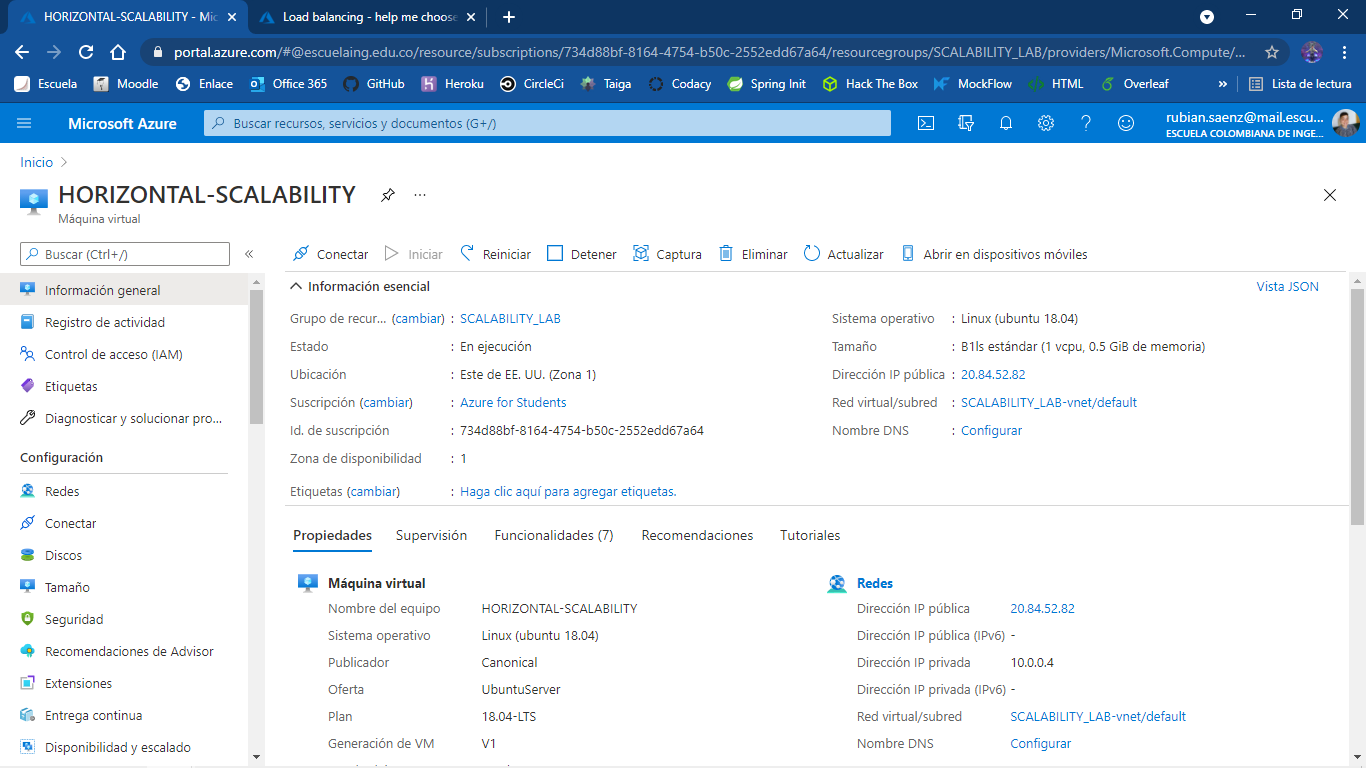 HORIZONTAL-SCALABILITY - Mic
Load balancing - help me choose
portal.azure.com/#@escuelaing.edu.co/resource/subscriptions/734d88bf-8164-4754-b50c-2552edd67a64/resourcegroups/SCALABILITY_LAB/providers/Microsoft.Compute/...
Escuela Moodle Enlace Office 365 GitHub Heroku CircleCi Taiga Codacy Spring Init Hack The Box MockFlow HTML Overleaf » Lista de lectura
Microsoft Azure
Buscar recursos, servicios y documentos (G+/)
rubian.saenz@mail.escu...
ESCUELA COLOMBIANA DE INGE...
Inicio >
HORIZONTAL-SCALABILITY ...
Máquina virtual
Buscar (Ctrl+/) «
Conectar Iniciar Reiniciar Detener Captura Eliminar Actualizar Abrir en dispositivos móviles
Información general
Registro de actividad
Control de acceso (IAM)
Etiquetas
Diagnosticar y solucionar pro...
Configuración
Redes
Conectar
Discos
Tamaño
Seguridad
Recomendaciones de Advisor
Extensiones
Entrega continua
Disponibilidad y escalado
Información esencial Vista JSON
Grupo de recur... (cambiar) : SCALABILITY_LAB
Estado : En ejecución
Ubicación : Este de EE. UU. (Zona 1)
Suscripción (cambiar) : Azure for Students
Id. de suscripción : 734d88bf-8164-4754-b50c-2552edd67a64
Zona de disponibilidad : 1
Etiquetas (cambiar) : Haga clic aquí para agregar etiquetas.
Sistema operativo : Linux (ubuntu 18.04)
Tamaño : B1ls estándar (1 vcpu, 0.5 GiB de memoria)
Dirección IP pública : 20.84.52.82
Red virtual/subred : SCALABILITY_LAB-vnet/default
Nombre DNS : Configurar
Propiedades Supervisión Funcionalidades (7) Recomendaciones Tutoriales
Máquina virtual
Nombre del equipo HORIZONTAL-SCALABILITY
Sistema operativo Linux (ubuntu 18.04)
Publicador Canonical
Oferta UbuntuServer
Plan 18.04-LTS
Generación de VM V1
Redes
Dirección IP pública 20.84.52.82
Dirección IP pública (IPv6) -
Dirección IP privada 10.0.0.4
Dirección IP privada (IPv6) -
Red virtual/subred SCALABILITY_LAB-vnet/default
Nombre DNS Configurar